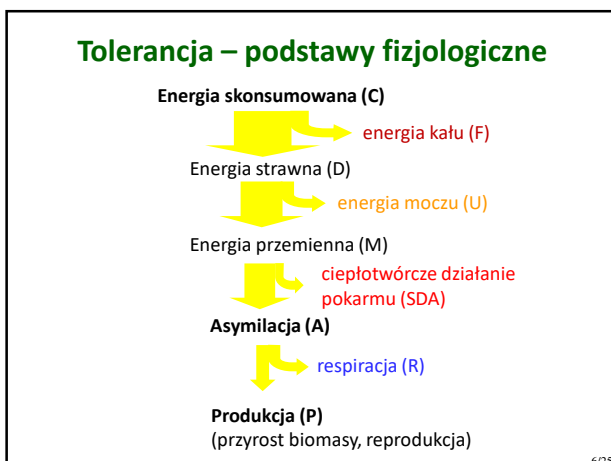 Tolerancja – podstawy fizjologiczne
Energia skonsumowana (C)
energia kału (F)
Energia strawna (D)
energia moczu (U)
Energia przemienna (M)
ciepłotwórcze działanie
pokarmu (SDA)
Asymilacja (A)
respiracja (R)
Produkcja (P)
(przyrost biomasy, reprodukcja)